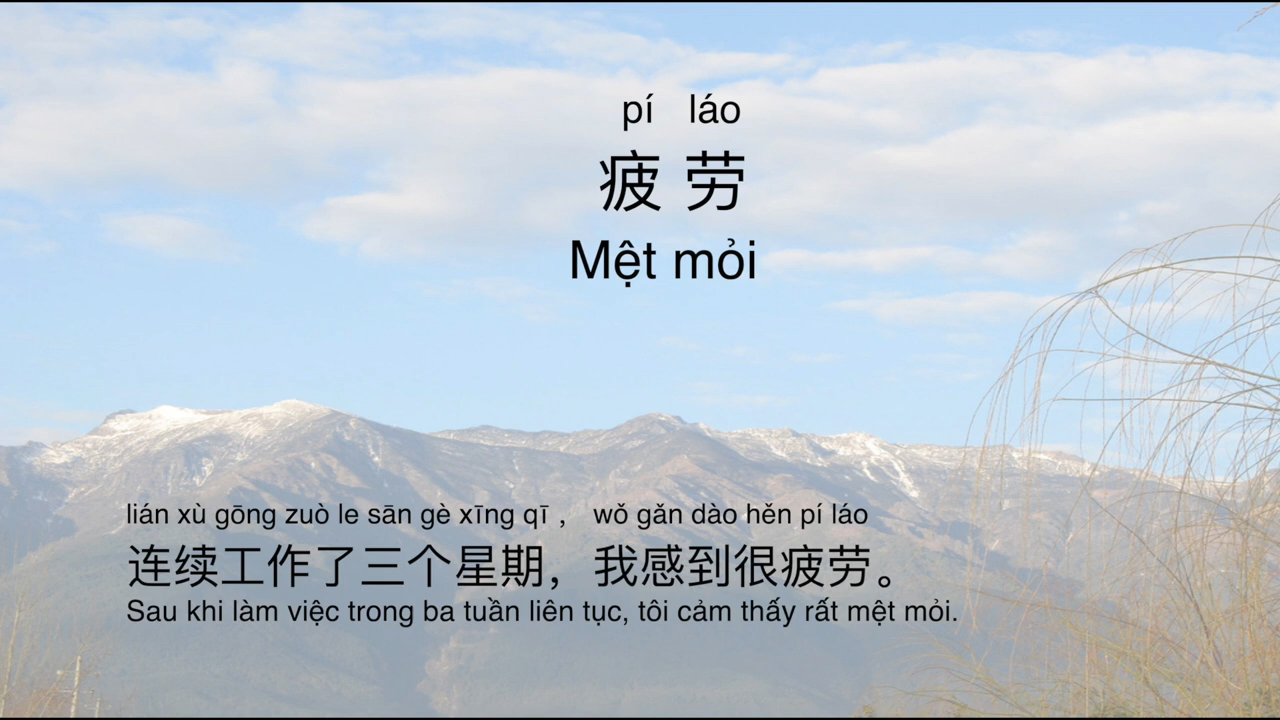 pí láo
疲劳
Mệt mỏi
lián xù gōng zuò le sān gè xīng qī， wǒ gǎn dào hěn pí láo
连续工作了三个星期，我感到很疲劳。
Sau khi làm việc trong ba tuần liên tục, tôi cảm thấy rất mệt mỏi.